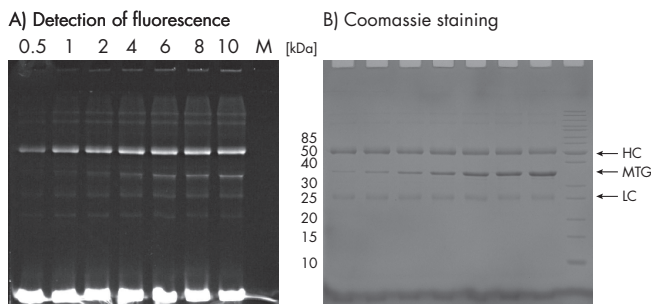 A) Detection of fluorescence
0.5 1 2 4 6 8 10 M [kDa]
B) Coomassie staining
85
50
40
30
25
20
15
10
HC
MTG
LC